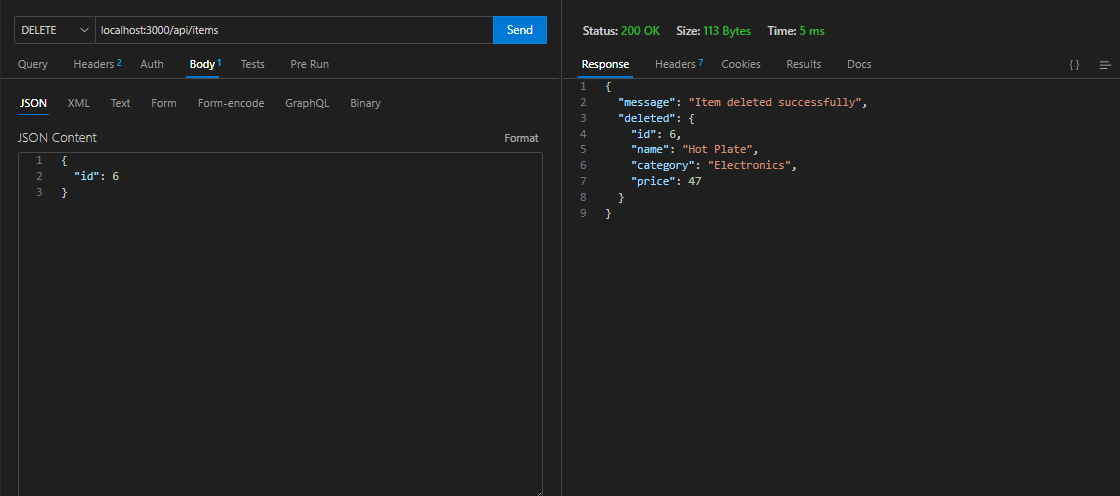 DELETE localhost:3000/api/items Send
Query Headers 2 Auth Body 1 Tests Pre Run
JSON XML Text Form Form-encode GraphQL Binary
JSON Content Format
1 {
2 "id": 6
3 }
Status: 200 OK Size: 113 Bytes Time: 5 ms
Response Headers 7 Cookies Results Docs { }
1 {
2 "message": "Item deleted successfully",
3 "deleted": {
4 "id": 6,
5 "name": "Hot Plate",
6 "category": "Electronics",
7 "price": 47
8 }
9 }